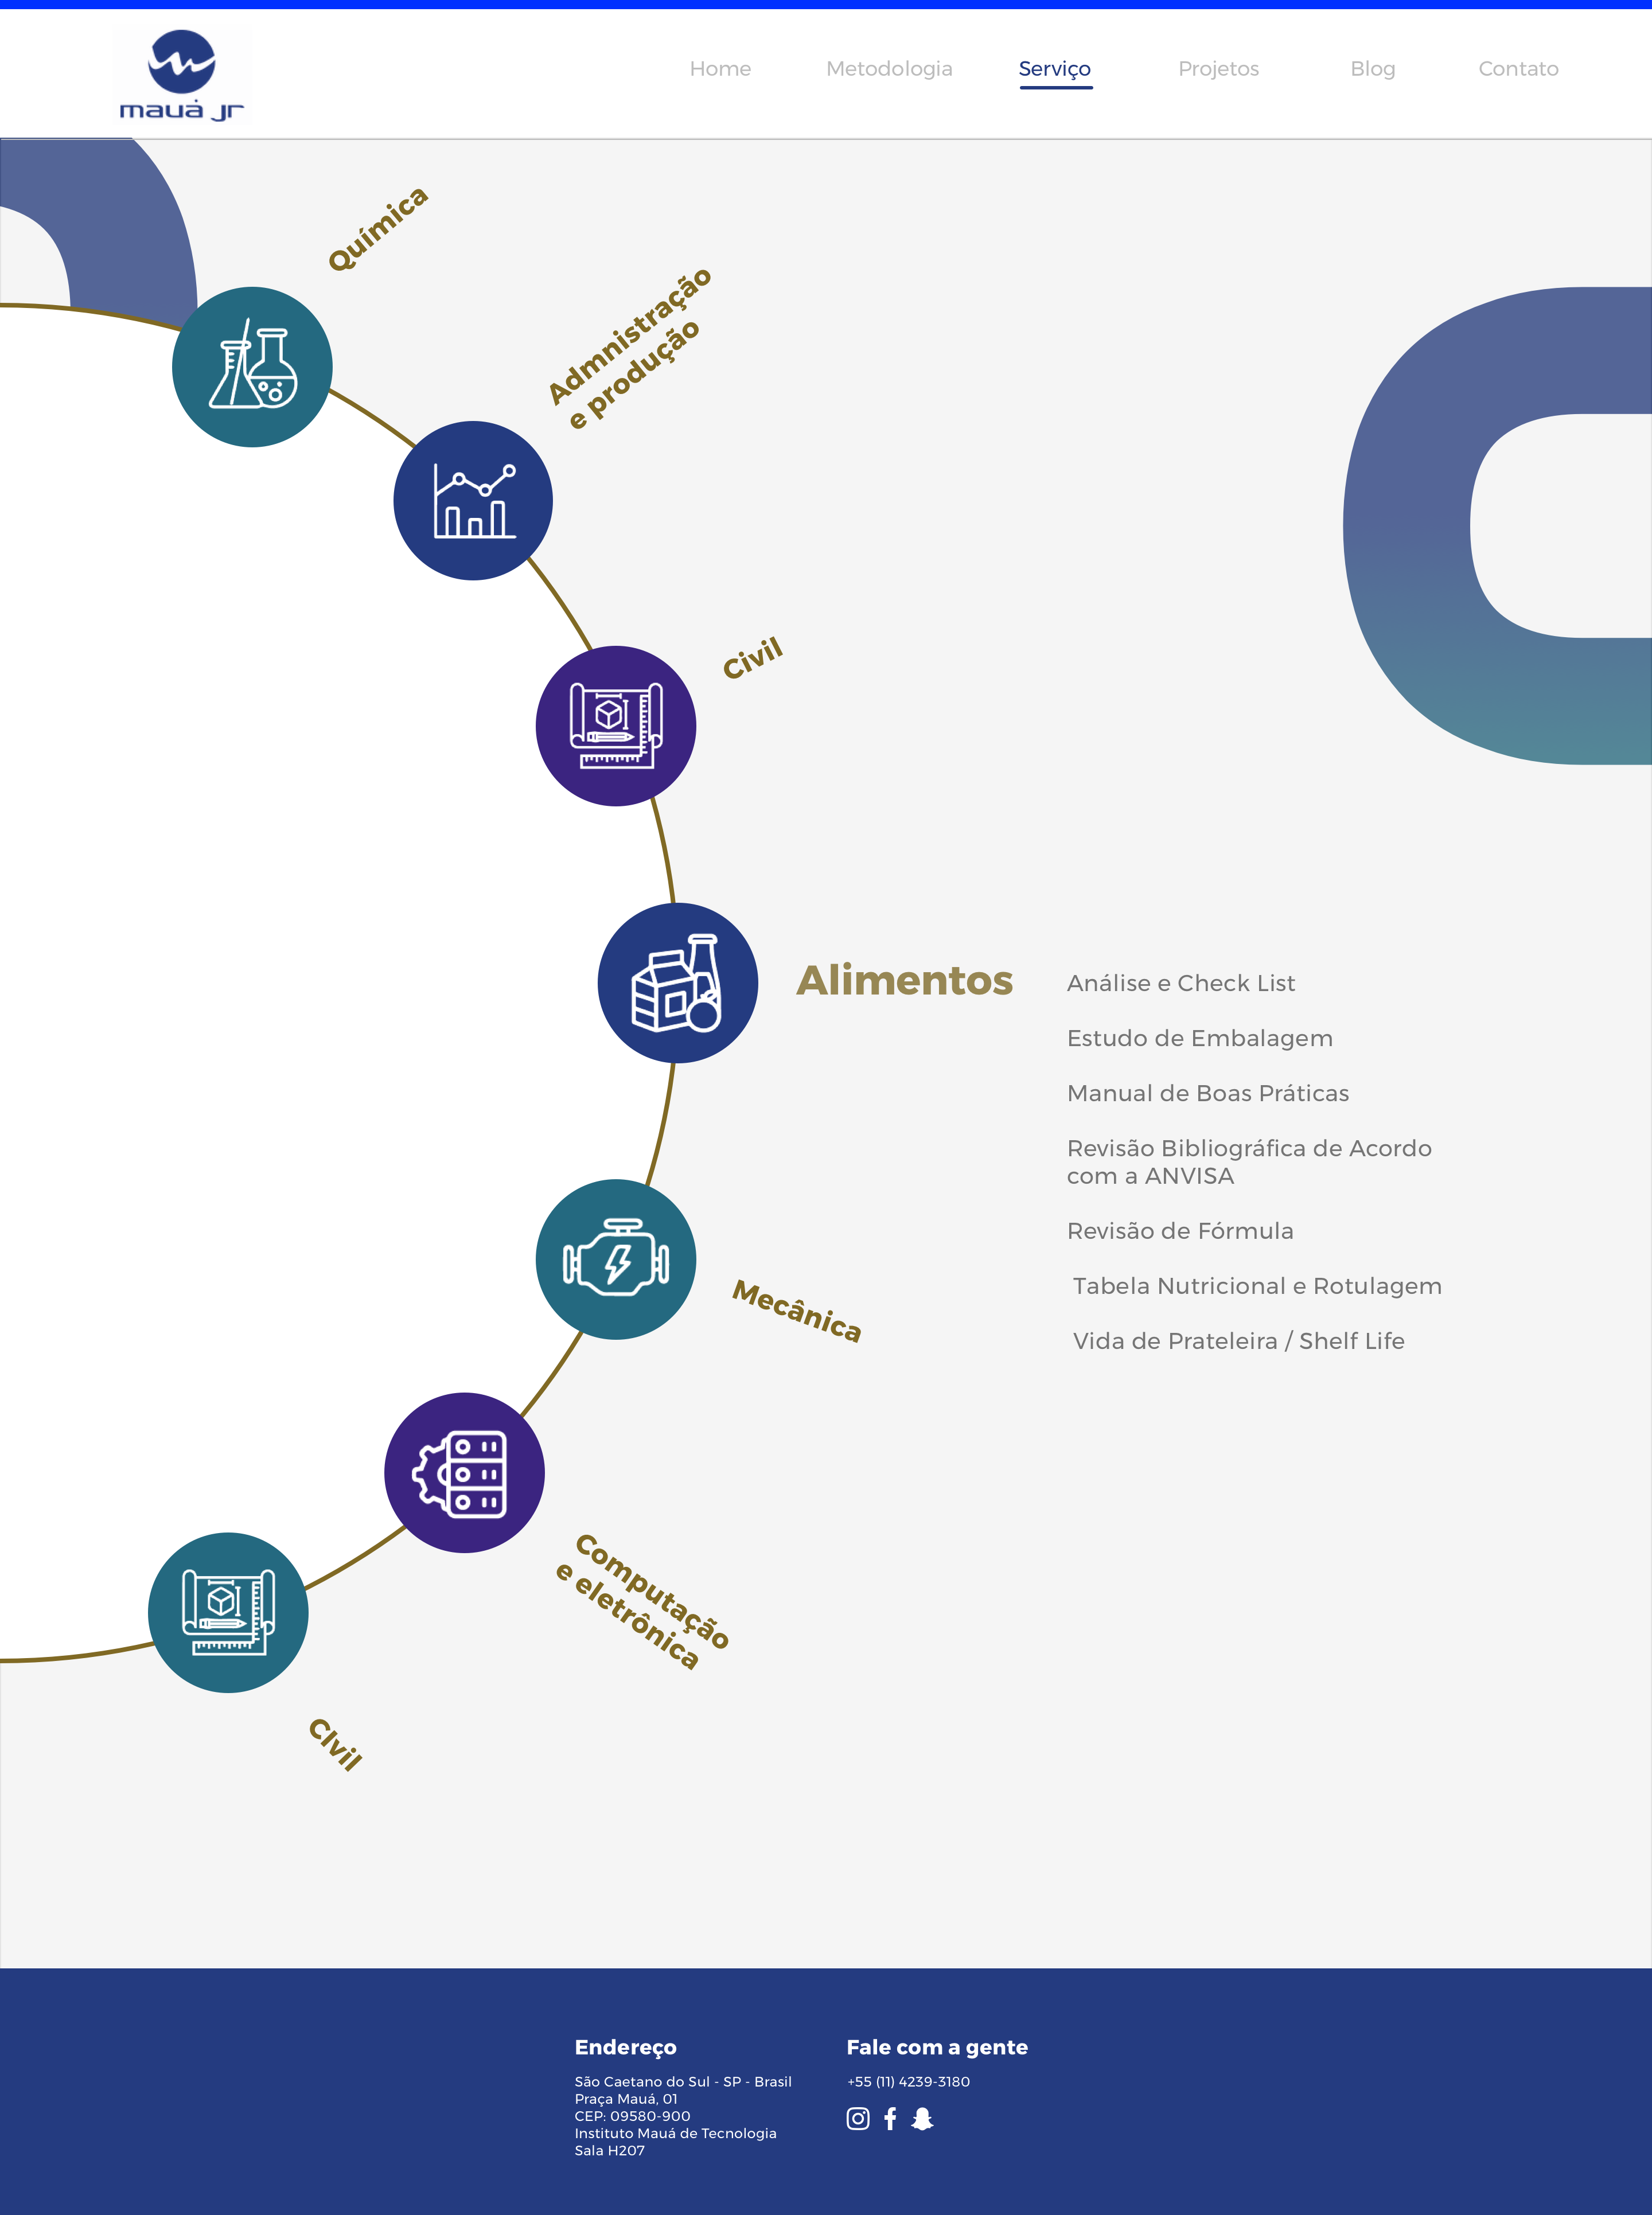 mauá jr
Home
Metodologia
Serviço
Projetos
Blog
Contato
Química
Admnistração
e produção
Civil
Alimentos
Análise e Check List
Estudo de Embalagem
Manual de Boas Práticas
Revisão Bibliográfica de Acordo
com a ANVISA
Revisão de Fórmula
Tabela Nutricional e Rotulagem
Vida de Prateleira / Shelf Life
Mecânica
Computação
e eletrônica
CIvil
Endereço
São Caetano do Sul - SP - Brasil
Praça Mauá, 01
CEP: 09580-900
Instituto Mauá de Tecnologia
Sala H207
Fale com a gente
+55 (11) 4239-3180